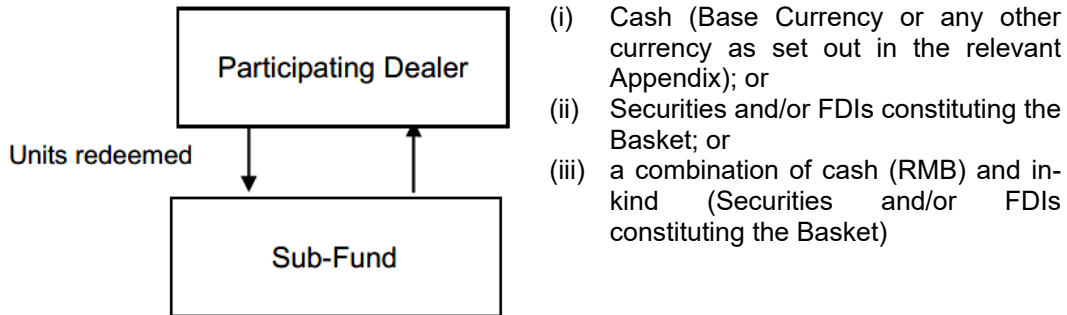 Participating Dealer
Units redeemed
Sub-Fund
(i) Cash (Base Currency or any other
currency as set out in the relevant
Appendix); or
(ii) Securities and/or FDIs constituting the
Basket; or
(iii) a combination of cash (RMB) and in-
kind (Securities and/or FDIs
constituting the Basket)